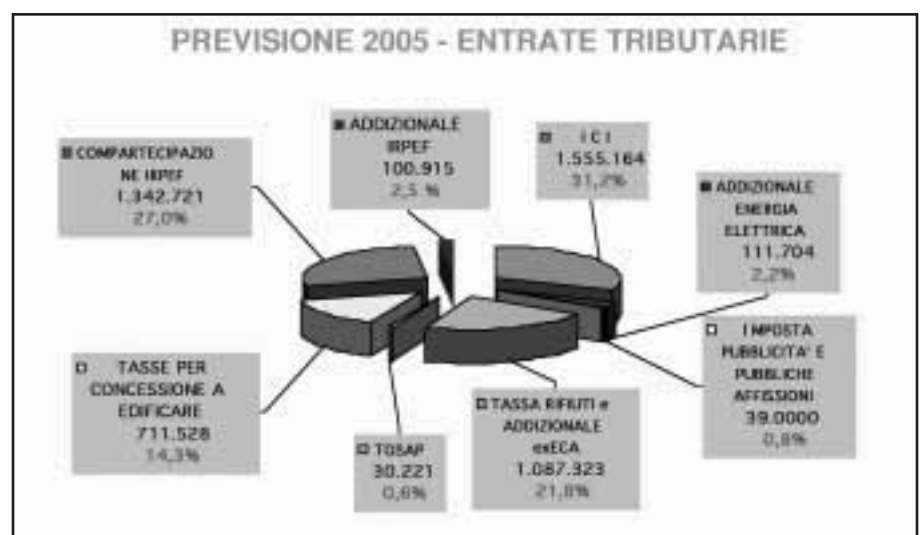 PREVISIONE 2005 - ENTRATE TRIBUTARIE
COMPARTECIPAZIO
NE IRPEF
1.342.721
27,0%
ADDIZIONALE
IRPEF
100.915
2,5 %
I C I
1.555.164
31,2%
ADDIZIONALE
ENERGIA
ELETTRICA
111.704
2,2%
IMPOSTA
PUBBLICITA' E
PUBBLICHE
AFFISSIONI
39.0000
0,8%
TASSA RIFIUTI e
ADDIZIONALE
exECA
1.087.323
21,8%
TOSAP
30.221
0,6%
TASSE PER
CONCESSIONE A
EDIFICARE
711.528
14,3%